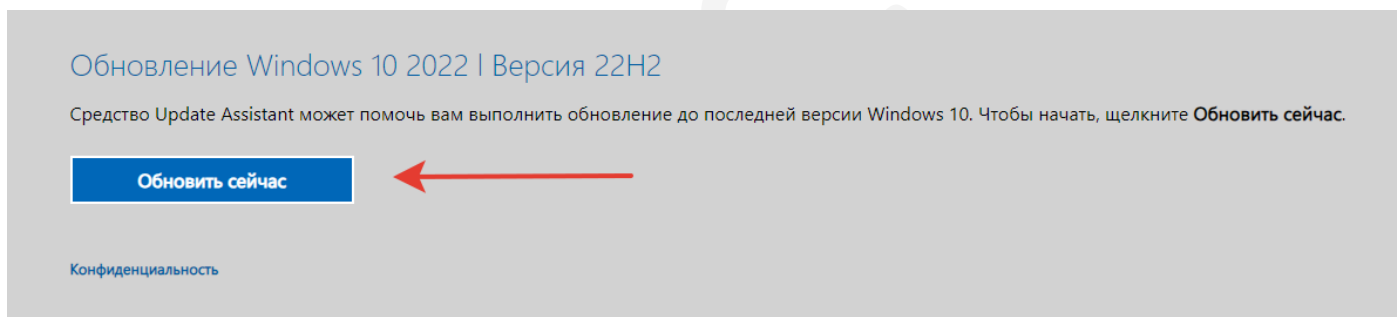 Обновление Windows 10 2022 | Версия 22H2
Средство Update Assistant может помочь вам выполнить обновление до последней версии Windows 10. Чтобы начать, щелкните Обновить сейчас.
Обновить сейчас
Конфиденциальность